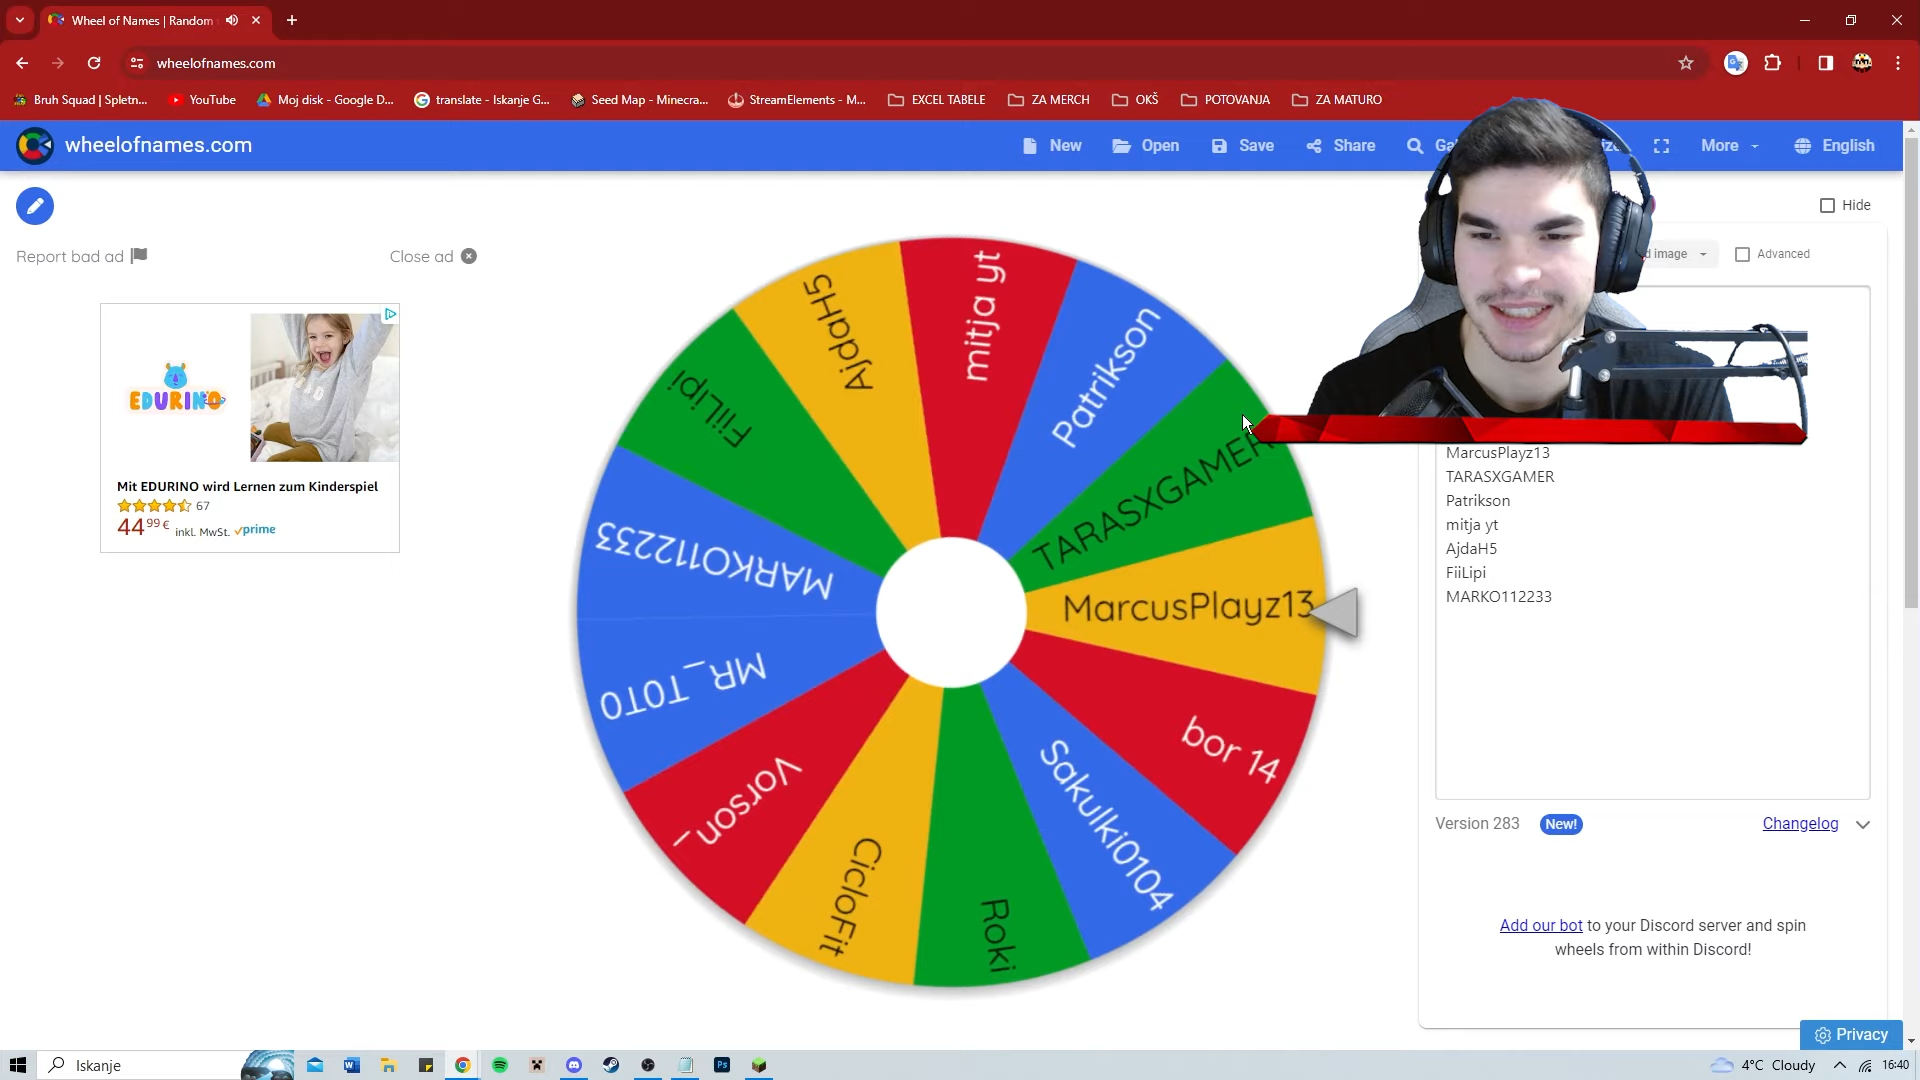 Wheel of Names | Random
wheelofnames.com
Bruh Squad | Spletn...
YouTube
Moj disk - Google D...
translate - Iskanje G...
Seed Map - Minecra...
StreamElements - M...
EXCEL TABELE
ZA MERCH
OKŠ
POTOVANJA
ZA MATURO
wheelofnames.com
New
Open
Save
Share
More
English
Hide
Report bad ad
Close ad
d image
Advanced
EDURINO
Mit EDURINO wird Lernen zum Kinderspiel
67
44,99 € inkl. MwSt. prime
mitja yt
Patrikson
TARASXGAMER
MarcusPlayz13
bor 14
Sakulki0104
Roki
CicloFit
Vorson_
MR_T0T0
MARKO112233
FiiLipi
AjdaH5
MarcusPlayz13
TARASXGAMER
Patrikson
mitja yt
AjdaH5
FiiLipi
MARKO112233
Version 283
New!
Changelog
Add our bot to your Discord server and spin
wheels from within Discord!
Privacy
Iskanje
4°C Cloudy
16:40